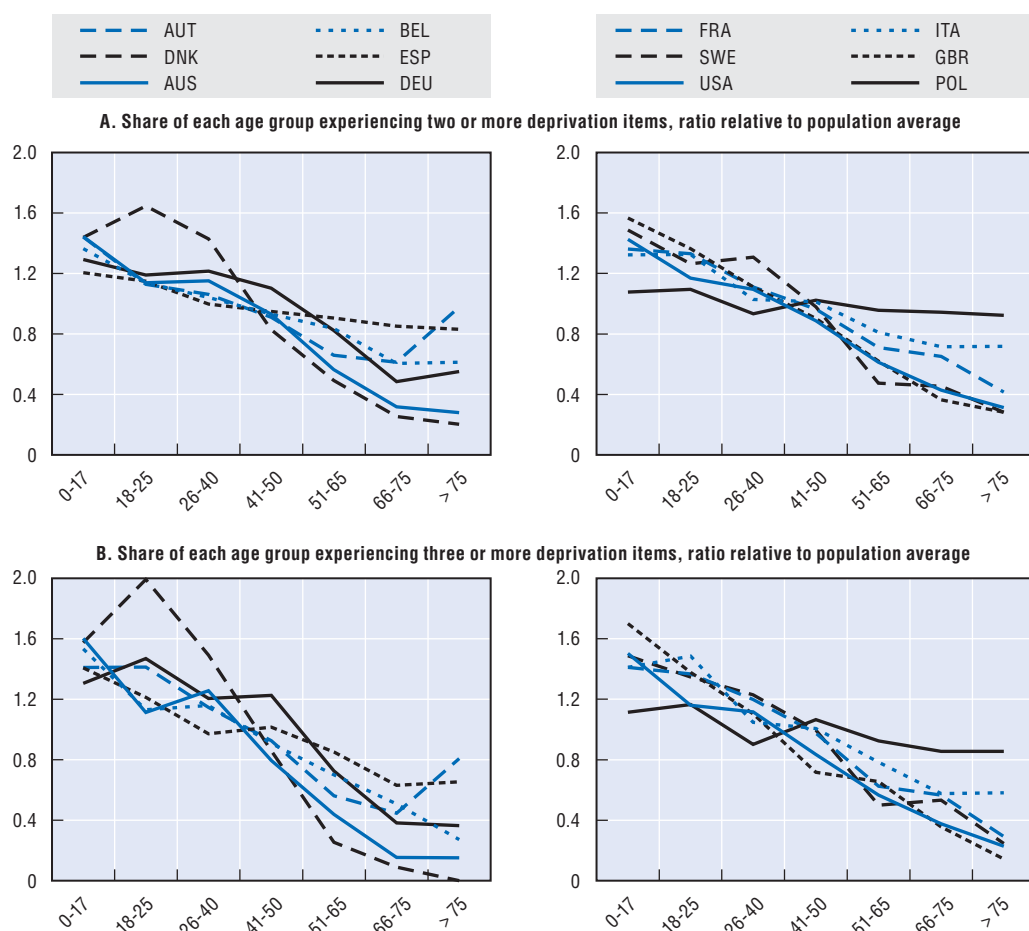 AUT BEL
DNK ESP
AUS DEU
FRA ITA
SWE GBR
USA POL
A. Share of each age group experiencing two or more deprivation items, ratio relative to population average
2.0
1.6
1.2
0.8
0.4
0
0-17 18-25 26-40 41-50 51-65 66-75 > 75
2.0
1.6
1.2
0.8
0.4
0
0-17 18-25 26-40 41-50 51-65 66-75 > 75
B. Share of each age group experiencing three or more deprivation items, ratio relative to population average
2.0
1.6
1.2
0.8
0.4
0
0-17 18-25 26-40 41-50 51-65 66-75 > 75
2.0
1.6
1.2
0.8
0.4
0
0-17 18-25 26-40 41-50 51-65 66-75 > 75